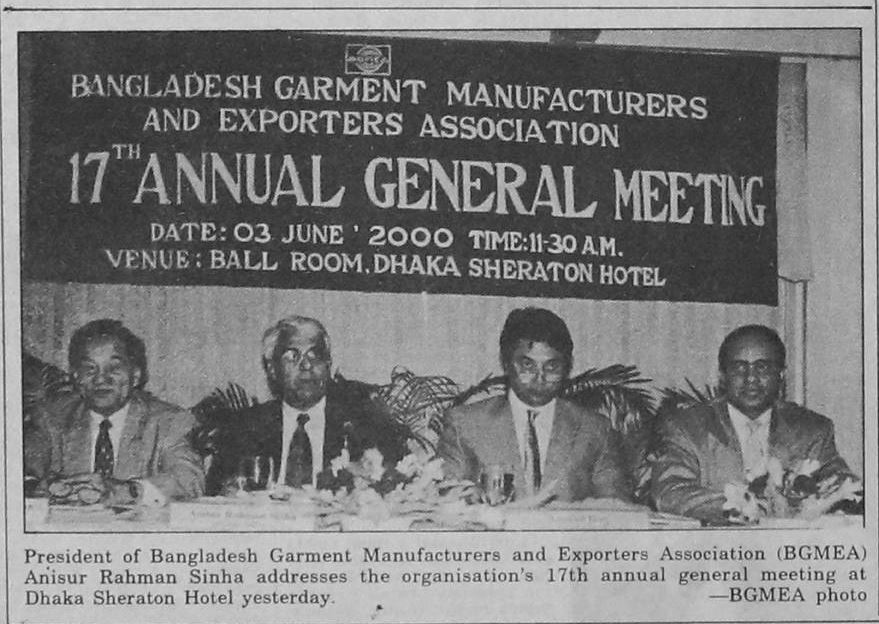 BANGLADESH GARMENT MANUFACTURERS
AND EXPORTERS ASSOCIATION
17TH ANNUAL GENERAL MEETING
DATE: 03 JUNE ' 2000 TIME:11-30 A.M.
VENUE : BALL ROOM, DHAKA SHERATON HOTEL
President of Bangladesh Garment Manufacturers and Exporters Association (BGMEA)
Anisur Rahman Sinha addresses the organisation's 17th annual general meeting at
Dhaka Sheraton Hotel yesterday. —BGMEA photo